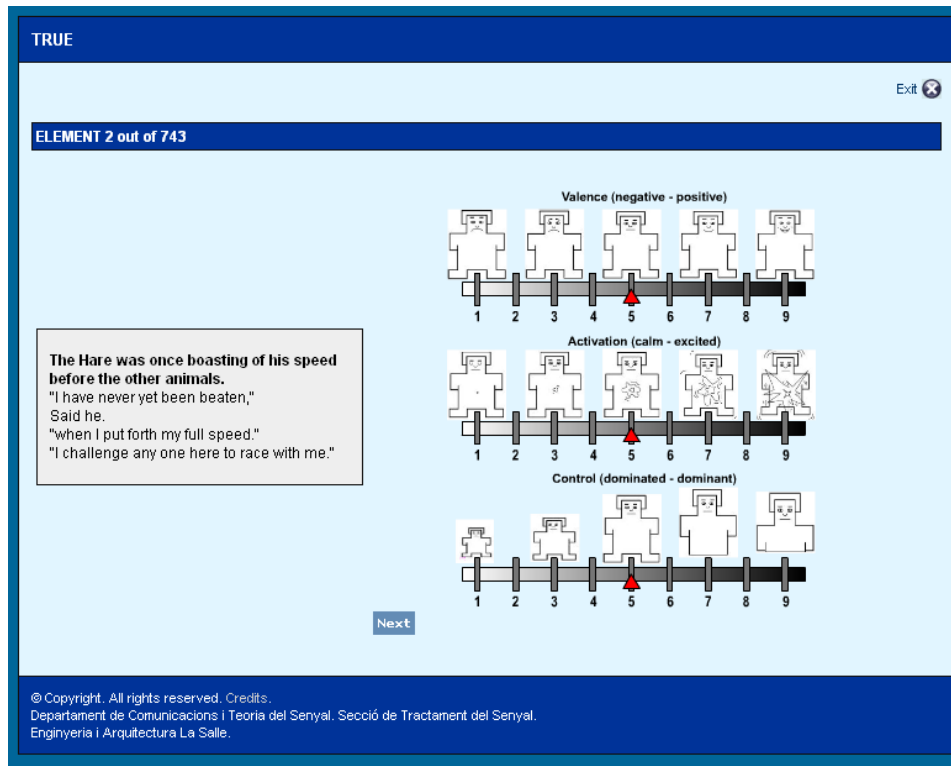 TRUE
Exit
ELEMENT 2 out of 743
The Hare was once boasting of his speed
before the other animals.
"I have never yet been beaten,"
Said he.
"when I put forth my full speed."
"I challenge any one here to race with me."
Valence (negative - positive)
1 2 3 4 5 6 7 8 9
Activation (calm - excited)
1 2 3 4 5 6 7 8 9
Control (dominated - dominant)
1 2 3 4 5 6 7 8 9
Next
© Copyright. All rights reserved. Credits.
Departament de Comunicacions i Teoria del Senyal. Secció de Tractament del Senyal.
Enginyeria i Arquitectura La Salle.